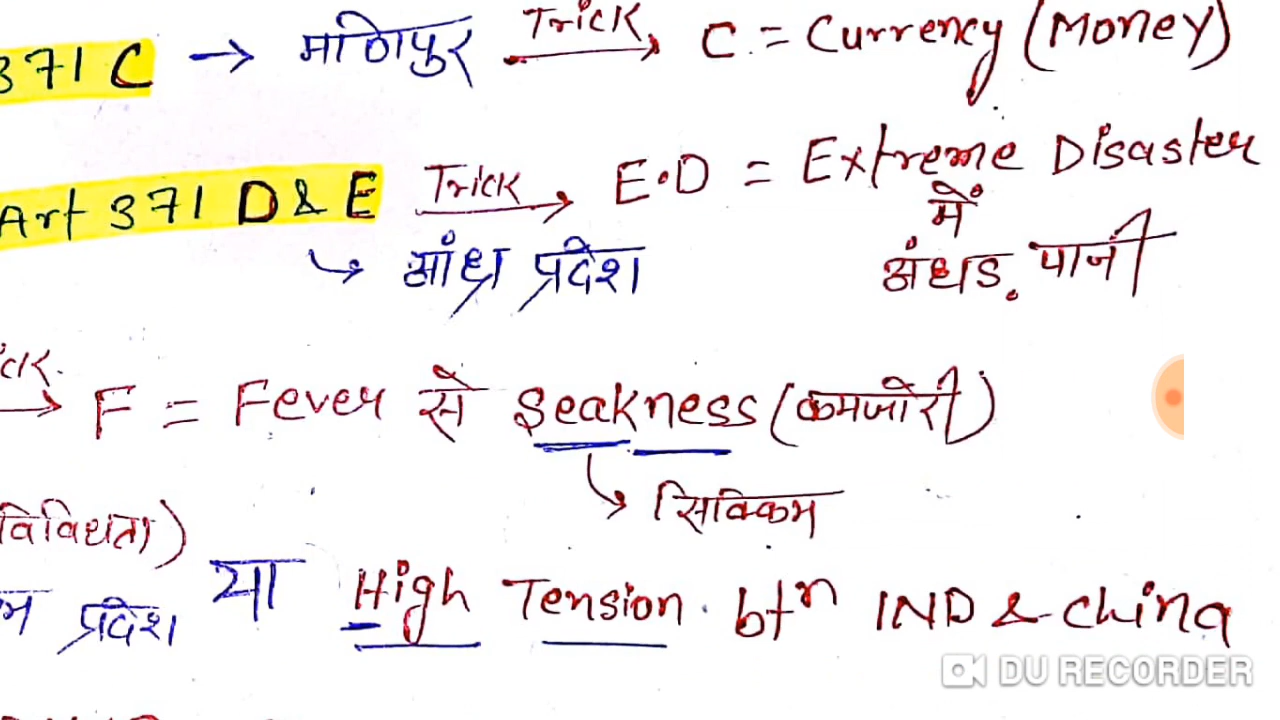 371 C → मणिपुर Trick → C = Currency (Money)
Art 371 D & E Trick → E.D = Extreme Disaster
में
↳ आंध्र प्रदेश अंधड. पानी
→ F = Fever से Seakness (कमजोरी)
↳ सिक्किम
विविधता)
प्रदेश या High Tension btⁿ IND & China
DU RECORDER